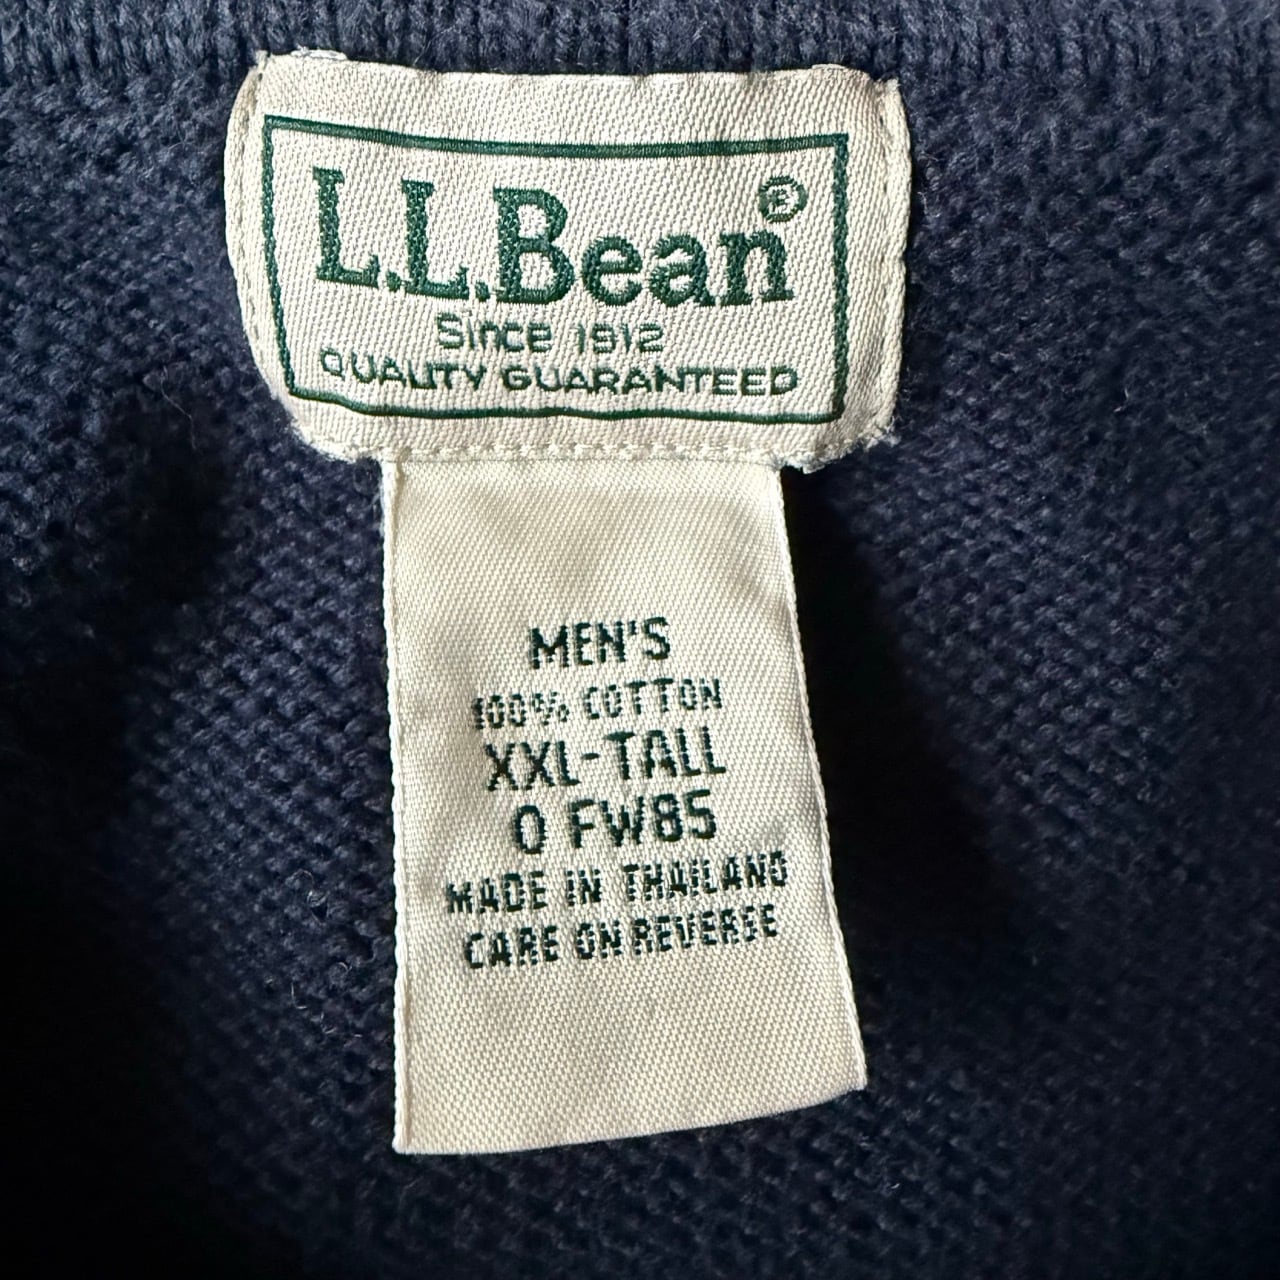 L.L.Bean®
Since 1912
QUALITY GUARANTEED
MEN'S
100% COTTON
XXL-TALL
0 FW85
MADE IN THAILAND
CARE ON REVERSE